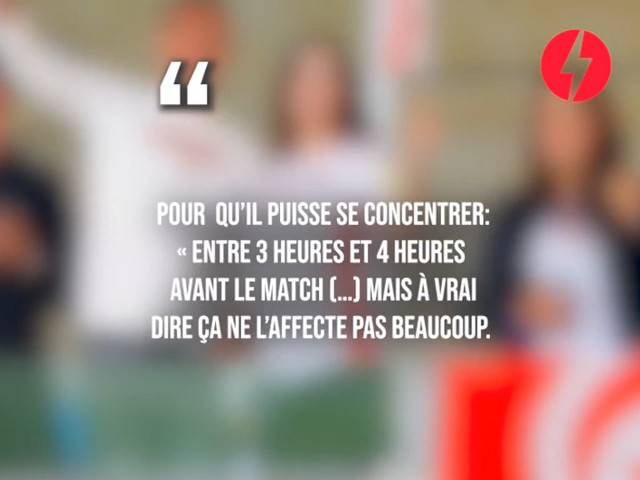 “
POUR QU’IL PUISSE SE CONCENTRER:
« ENTRE 3 HEURES ET 4 HEURES
AVANT LE MATCH (...) MAIS À VRAI
DIRE ÇA NE L’AFFECTE PAS BEAUCOUP.